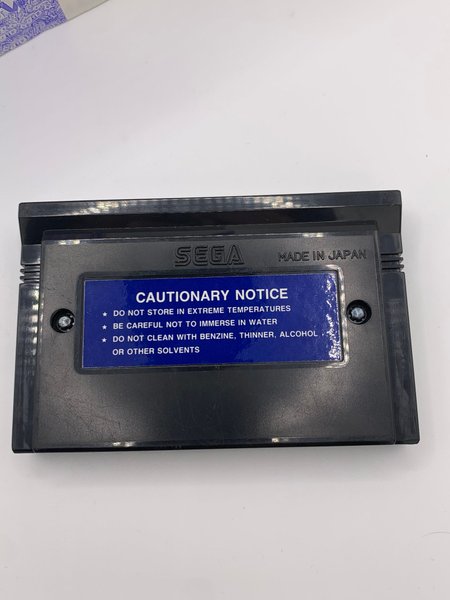 SEGA MADE IN JAPAN
CAUTIONARY NOTICE
★ DO NOT STORE IN EXTREME TEMPERATURES
★ BE CAREFUL NOT TO IMMERSE IN WATER
★ DO NOT CLEAN WITH BENZINE, THINNER, ALCOHOL
OR OTHER SOLVENTS